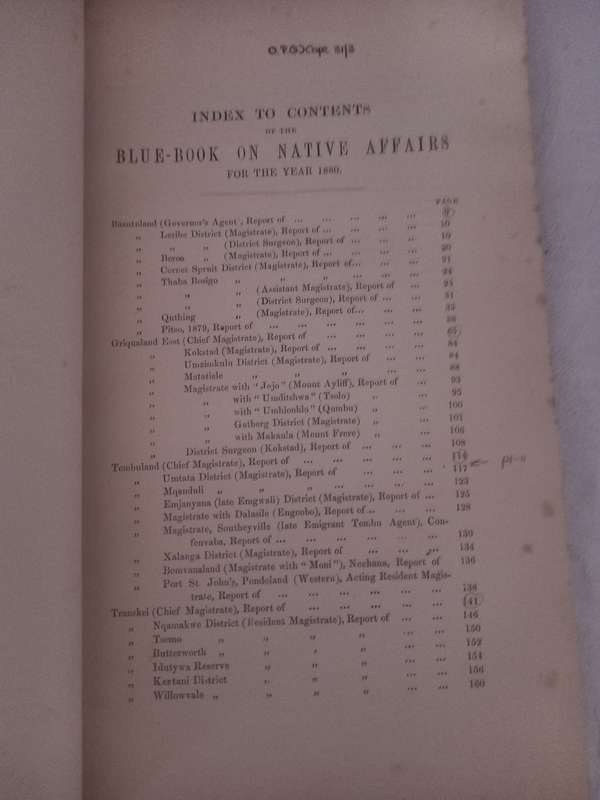 INDEX TO CONTENTS
OF THE
BLUE-BOOK ON NATIVE AFFAIRS
FOR THE YEAR 1880.
PAGE
Basutoland (Governor's Agent), Report of ... ... ... ... ...
„ Leribe District (Magistrate), Report of ... ... ... ... 10
„ „ „ (District Surgeon), Report of ... ... ... 19
„ Berea „ (Magistrate), Report of ... ... ... ... 20
„ Cornet Spruit District (Magistrate), Report of... ... ... 21
„ Thaba Bosigo „ „ „ ... ... 24
„ „ „ (Assistant Magistrate), Report of ... 25
„ „ „ (District Surgeon), Report of ... ... 31
„ Quthing „ (Magistrate), Report of... ... ...
„ Pitso, 1879, Report of ... ... ... ... ... ...
Griqualand East (Chief Magistrate), Report of ... ... ... ... 65
„ Kokstad (Magistrate), Report of ... ... ... ... 84
„ Umzimkulu District (Magistrate), Report of ... ... 84
„ Matatiele „ „ „ ... ... 88
„ Magistrate with "Jojo" (Mount Ayliff), Report of ... 93
„ „ with "Umditshwa" (Tsolo) „ ... 95
„ „ with "Umhlonhlo" (Qumbu) „ ... 100
„ „ Gatberg District (Magistrate) „ ... 101
„ „ with Makaula (Mount Frere) „ ... 106
„ District Surgeon (Kokstad), Report of ... ... ... 108
Tembuland (Chief Magistrate), Report of ... ... ... ... ...
„ Umtata District (Magistrate), Report of ... ... ... 117
„ Mqanduli „ „ „ ... ... ... ... 123
„ Emjanyana (late Emgwali) District (Magistrate), Report of ... 125
„ Magistrate with Dalasile (Engcobo), Report of .. ... ... 128
„ Magistrate, Southeyville (late Emigrant Tembu Agent), Con-
fenvaba, Report of ... ... ... ... ... ... ... 130
„ Xalanga District (Magistrate), Report of ... ... ... 134
„ Bomvanaland (Magistrate with "Moni"), Nechana, Report of 136
„ Port St. John's, Pondoland (Western), Acting Resident Magis-
trate, Report of ... ... ... ... ... ... 138
Transkei (Chief Magistrate), Report of ... ... ... ... ... 141
„ Nqamakwe District (Resident Magistrate), Report of ... ... 146
„ Tsomo „ „ „ „ ... ... 150
„ Butterworth „ „ „ „ ... ... 152
„ Idutywa Reserve „ „ „ ... ... 154
„ Kentani District „ „ „ ... ... 156
„ Willowvale „ „ „ „ ... ... 160